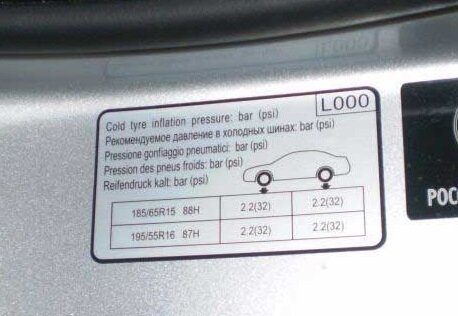 L000
Cold tyre inflation pressure: bar (psi)
Рекомендуемое давление в холодных шинах: bar (psi)
Pressione gonfiaggio pneumatici: bar (psi)
Pression des pneus froids: bar (psi)
Reifendruck kalt: bar (psi)
185/65R15 88H 2.2(32) 2.2(32)
195/55R16 87H 2.2(32) 2.2(32)
РОСС